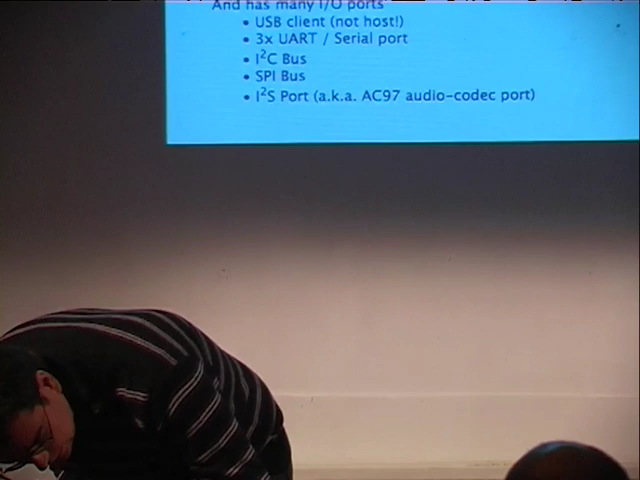 And has many I/O ports
• USB client (not host!)
• 3x UART / Serial port
• I²C Bus
• SPI Bus
• I²S Port (a.k.a. AC97 audio-codec port)